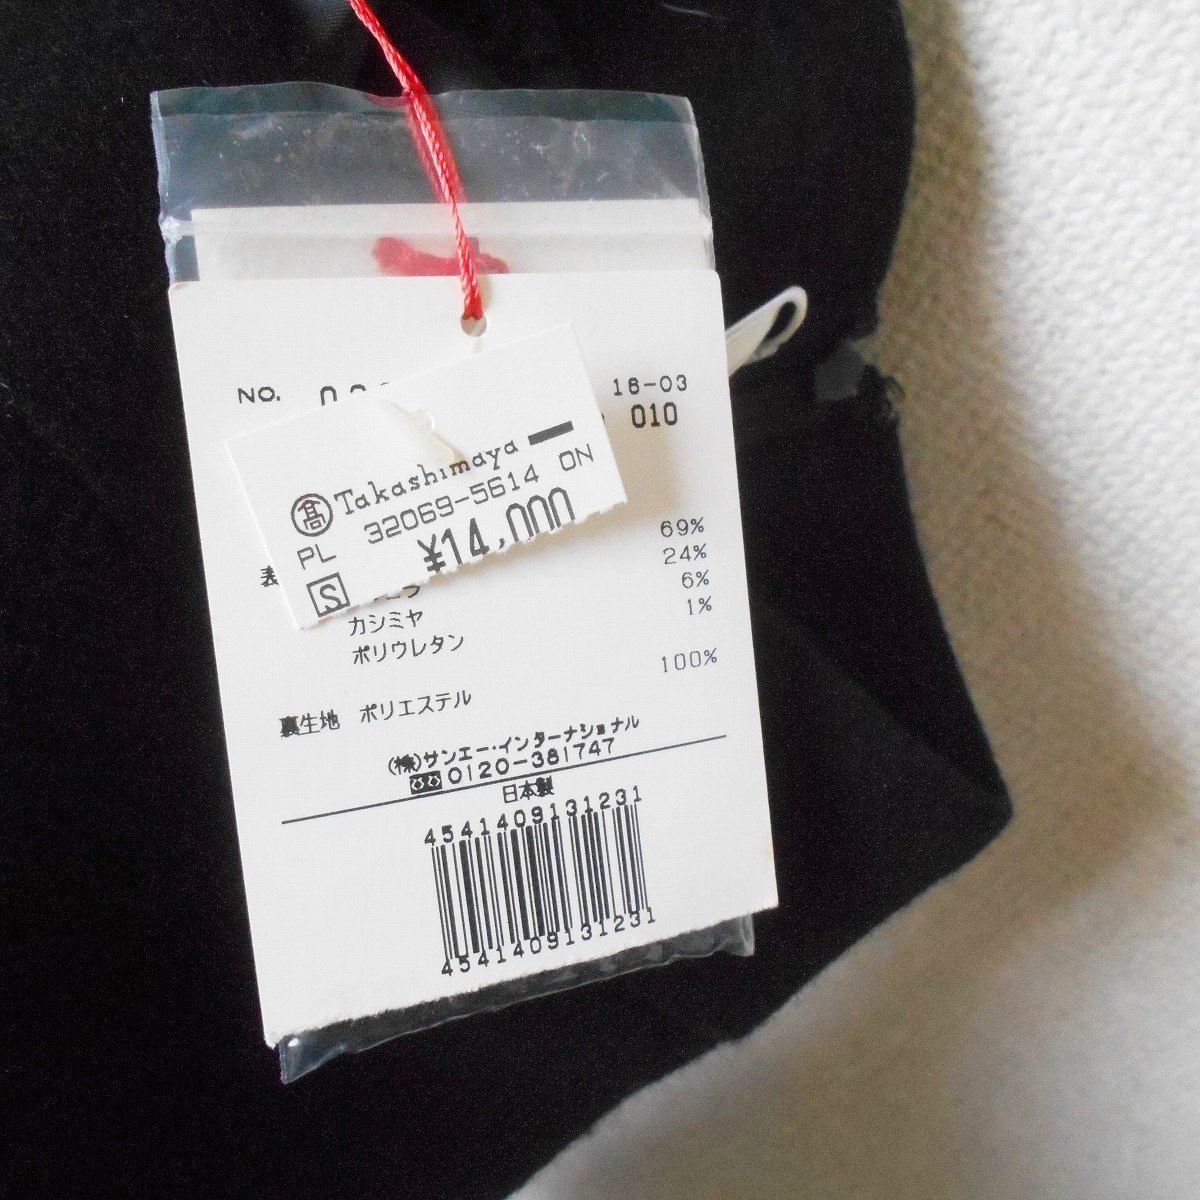 NO.
18-03
010
高 Takashimaya
32069-5614 ON
PL
¥14,000
S
表
69%
24%
カシミヤ 6%
ポリウレタン 1%
裏生地 ポリエステル 100%
(株)サンエー・インターナショナル
0120-381747
日本製
4541409131231
4541409131231